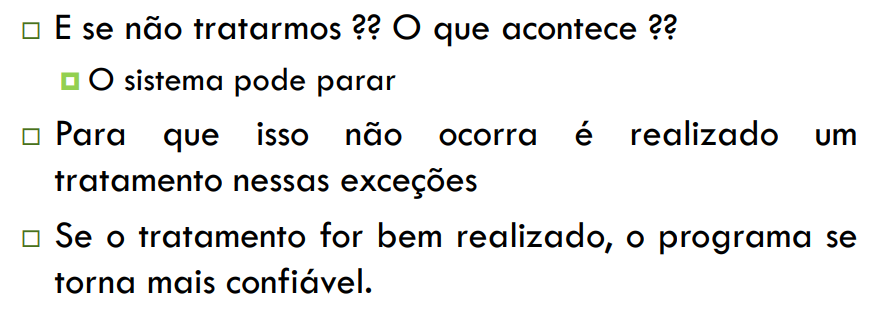 E se não tratarmos ?? O que acontece ??
O sistema pode parar
Para que isso não ocorra é realizado um
tratamento nessas exceções
Se o tratamento for bem realizado, o programa se
torna mais confiável.